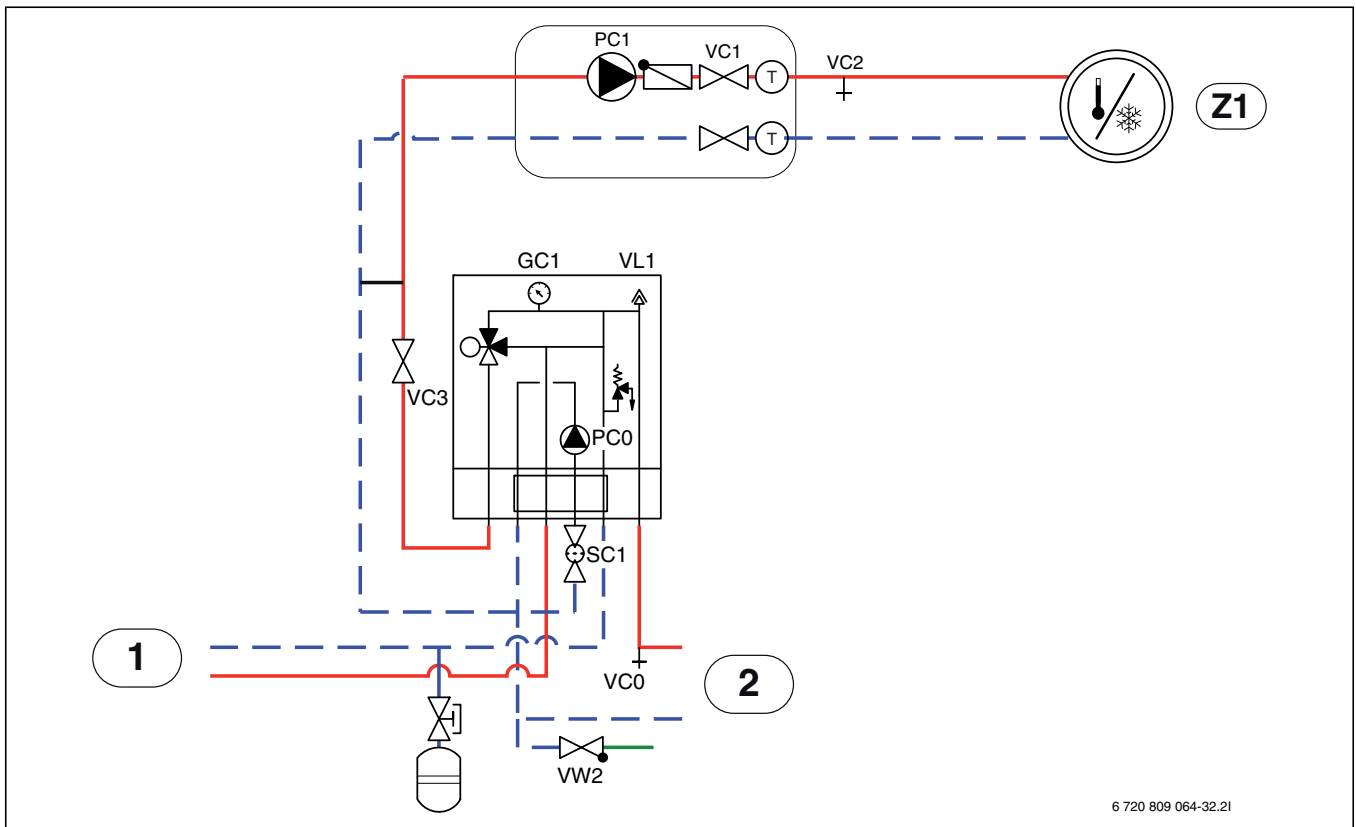 PC1
VC1
T
VC2
T
Z1
GC1
VL1
VC3
PC0
SC1
1
2
VC0
VW2
6 720 809 064-32.2I